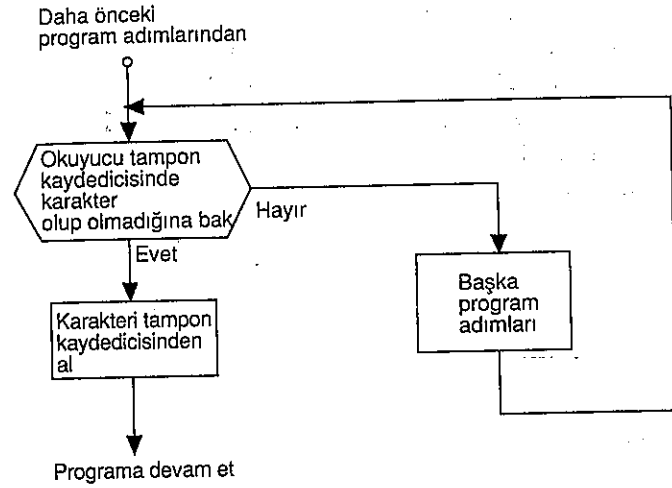 Daha önceki
program adımlarından
Okuyucu tampon
kaydedicisinde
karakter
olup olmadığına bak
Hayır
Evet
Başka
program
adımları
Karakteri tampon
kaydedicisinden
al
Programa devam et